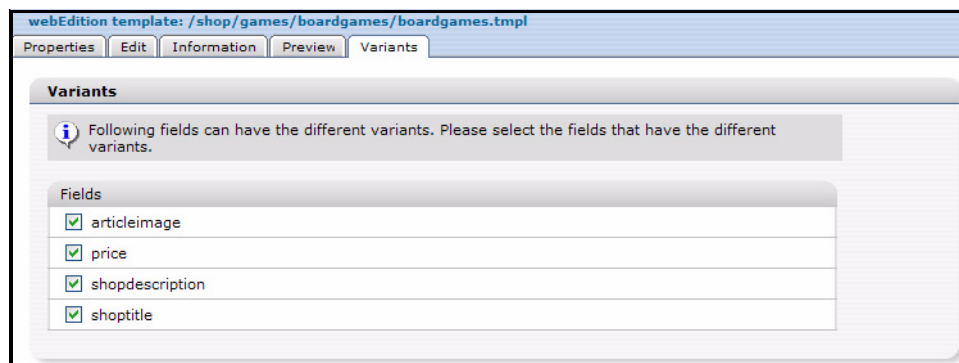 webEdition template: /shop/games/boardgames/boardgames.tmpl
Properties Edit Information Preview Variants
Variants
Following fields can have the different variants. Please select the fields that have the different
variants.
Fields
articleimage
price
shopdescription
shoptitle